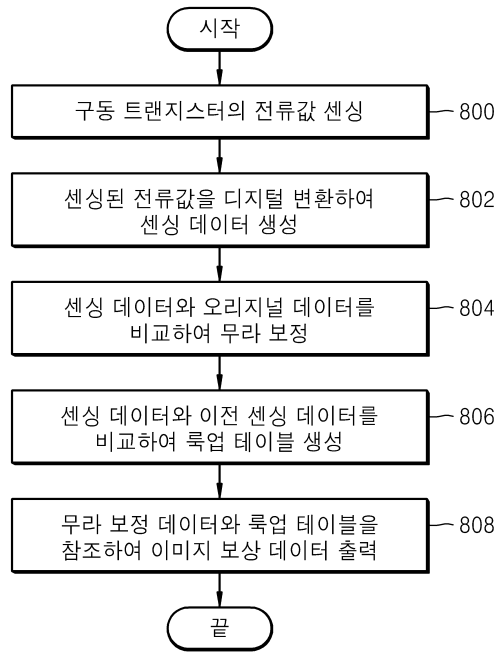 시작
구동 트랜지스터의 전류값 센싱
800
센싱된 전류값을 디지털 변환하여
센싱 데이터 생성
802
센싱 데이터와 오리지널 데이터를
비교하여 무라 보정
804
센싱 데이터와 이전 센싱 데이터를
비교하여 룩업 테이블 생성
806
무라 보정 데이터와 룩업 테이블을
참조하여 이미지 보상 데이터 출력
808
끝